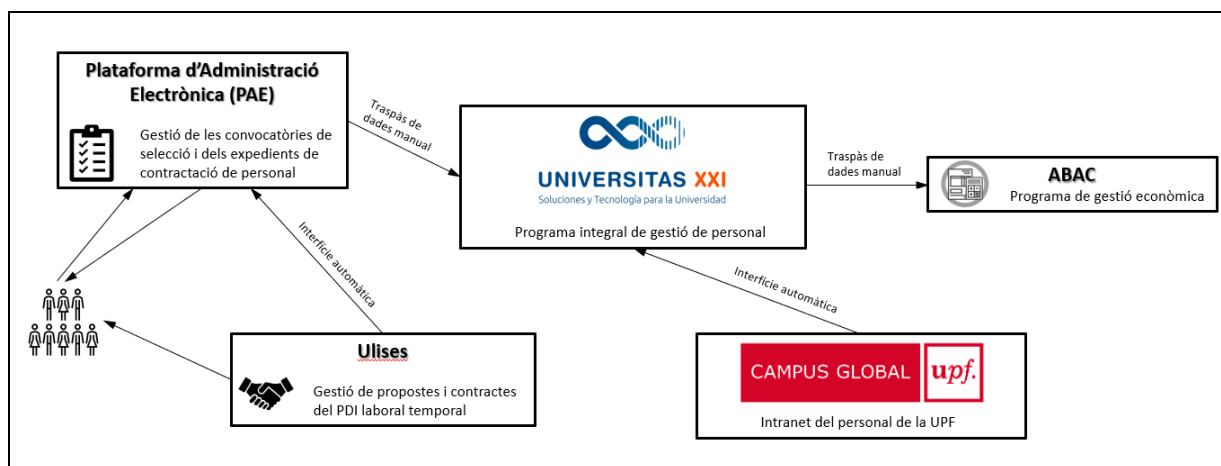 Plataforma d'Administració
Electrònica (PAE)
Gestió de les convocatòries de
selecció i dels expedients de
contractació de personal
Traspàs de
dades manual
UNIVERSITAS XXI
Soluciones y Tecnología para la Universidad
Programa integral de gestió de personal
Traspàs de
dades manual
ABAC
Programa de gestió econòmica
Interfície automàtica
Interfície automàtica
Ulises
Gestió de propostes i contractes
del PDI laboral temporal
CAMPUS GLOBAL upf.
Intranet del personal de la UPF